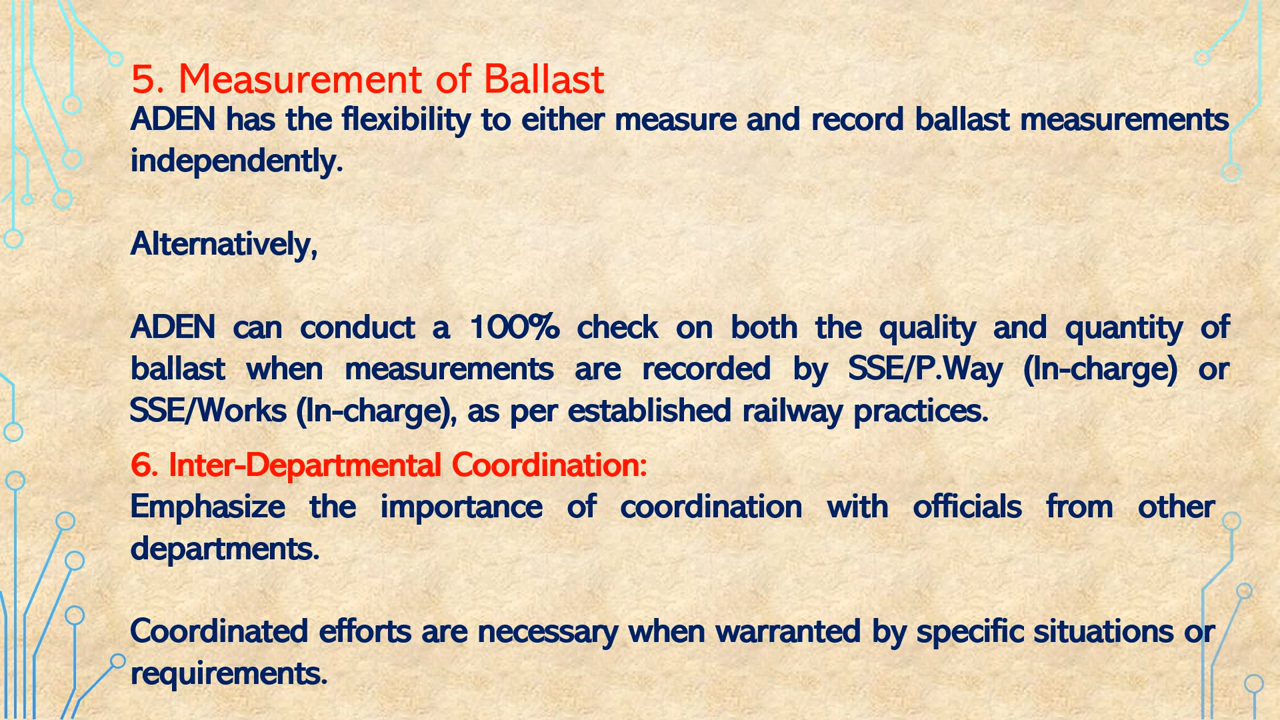 5. Measurement of Ballast
ADEN has the flexibility to either measure and record ballast measurements
independently.
Alternatively,
ADEN can conduct a 100% check on both the quality and quantity of
ballast when measurements are recorded by SSE/P.Way (In-charge) or
SSE/Works (In-charge), as per established railway practices.
6. Inter-Departmental Coordination:
Emphasize the importance of coordination with officials from other
departments.
Coordinated efforts are necessary when warranted by specific situations or
requirements.